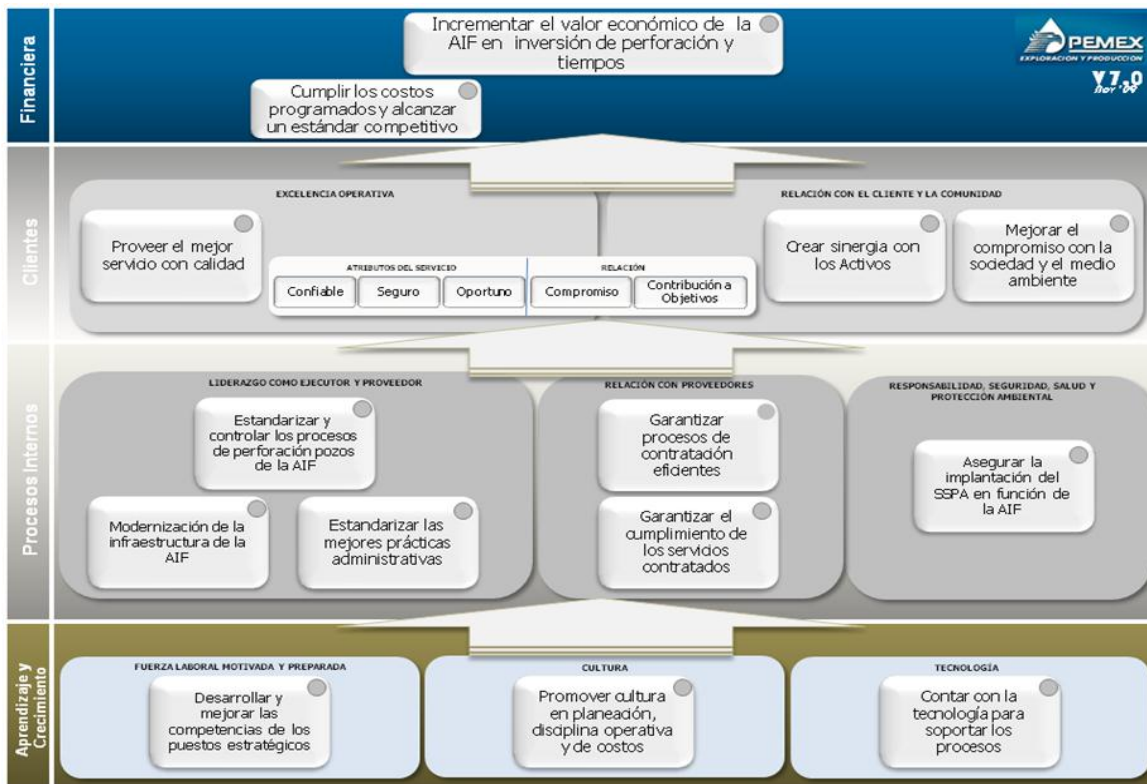 Financiera
Incrementar el valor económico de la
AIF en inversión de perforación y
tiempos
PEMEX
EXPLORACIÓN Y PRODUCCIÓN
V 7.0
NOV '09
Cumplir los costos
programados y alcanzar
un estándar competitivo
Clientes
EXCELENCIA OPERATIVA
Proveer el mejor
servicio con calidad
ATRIBUTOS DEL SERVICIO
Confiable
Seguro
Oportuno
RELACIÓN
Compromiso
Contribución a
Objetivos
RELACIÓN CON EL CLIENTE Y LA COMUNIDAD
Crear sinergia con
los Activos
Mejorar el
compromiso con la
sociedad y el medio
ambiente
Procesos Internos
LIDERAZGO COMO EJECUTOR Y PROVEEDOR
Estandarizar y
controlar los procesos
de perforación pozos
de la AIF
Modernización de la
infraestructura de la
AIF
Estandarizar las
mejores prácticas
administrativas
RELACIÓN CON PROVEEDORES
Garantizar
procesos de
contratación
eficientes
Garantizar el
cumplimiento de
los servicios
contratados
RESPONSABILIDAD, SEGURIDAD, SALUD Y
PROTECCIÓN AMBIENTAL
Asegurar la
implantación del
SSPA en función de
la AIF
Aprendizaje y
Crecimiento
FUERZA LABORAL MOTIVADA Y PREPARADA
Desarrollar y
mejorar las
competencias de los
puestos estratégicos
CULTURA
Promover cultura
en planeación,
disciplina operativa
y de costos
TECNOLOGÍA
Contar con la
tecnología para
soportar los
procesos